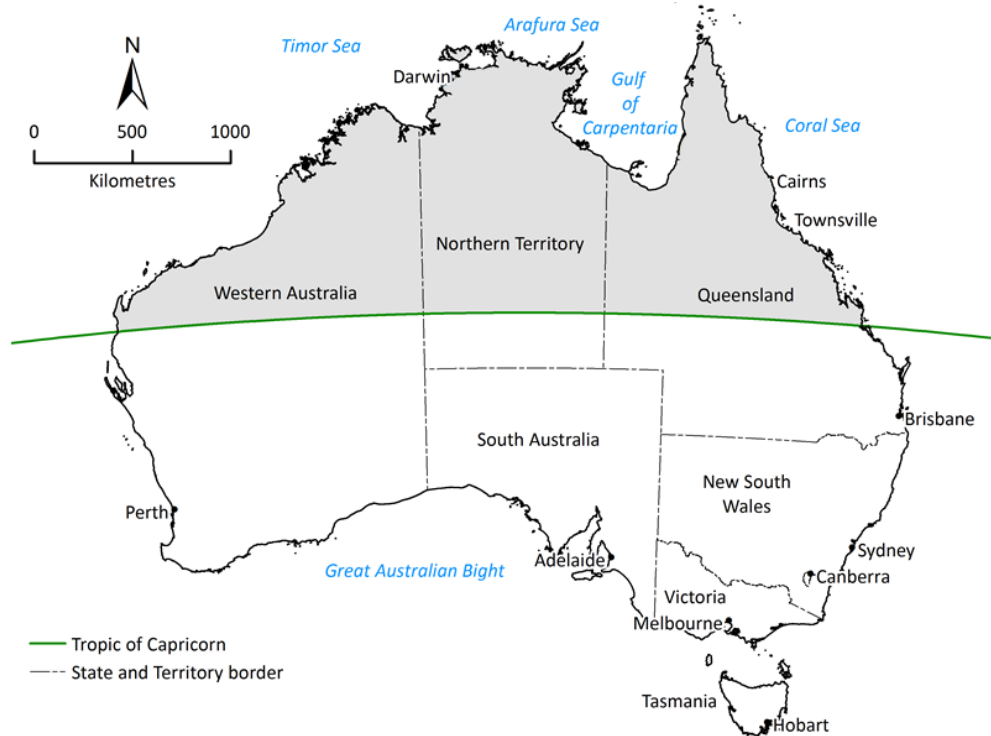 Arafura Sea
Timor Sea
N
Darwin
Gulf
of
Carpentaria
Coral Sea
0 500 1000
Kilometres
Cairns
Townsville
Northern Territory
Western Australia
Queensland
Brisbane
South Australia
New South
Wales
Perth
Sydney
Adelaide
Great Australian Bight
Canberra
Victoria
Melbourne
Tropic of Capricorn
State and Territory border
Tasmania
Hobart